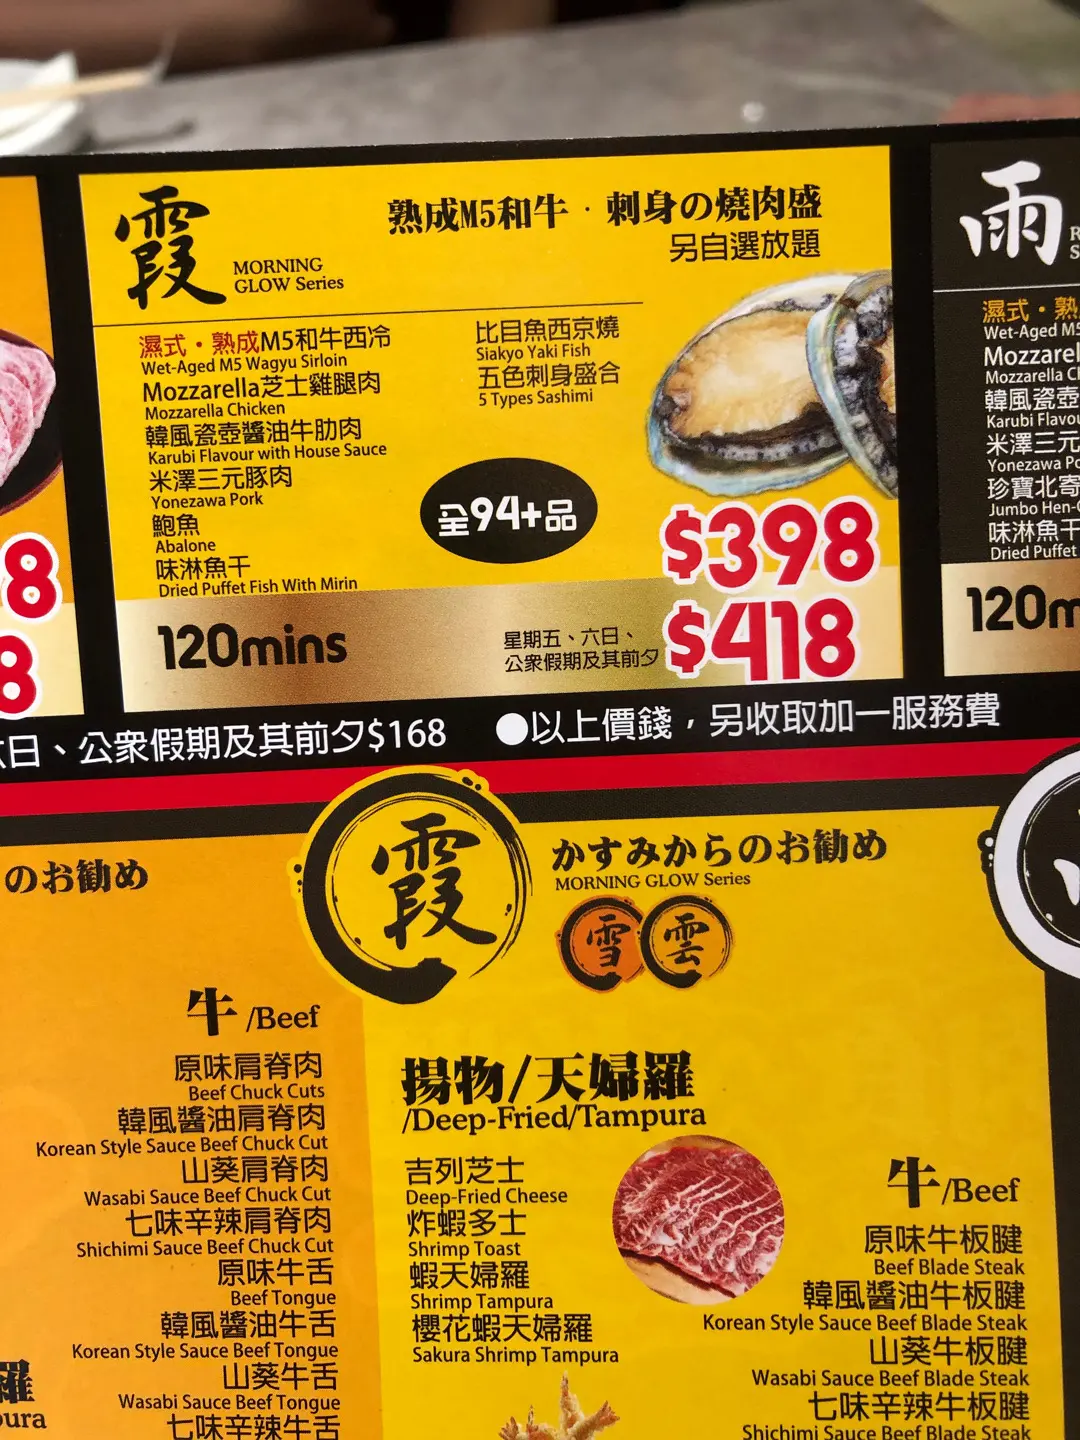 霞
MORNING
GLOW Series
熟成M5和牛·刺身の燒肉盛
另自選放題
濕式·熟成M5和牛西冷
Wet-Aged M5 Wagyu Sirloin
Mozzarella芝士雞腿肉
Mozzarella Chicken
韓風瓷壺醬油牛肋肉
Karubi Flavour with House Sauce
米澤三元豚肉
Yonezawa Pork
鮑魚
Abalone
味淋魚干
Dried Puffet Fish With Mirin
比目魚西京燒
Siakyo Yaki Fish
五色刺身盛合
5 Types Sashimi
全94+品
$398
120mins
星期五、六日、
公眾假期及其前夕
$418
8
8
雨
濕式·熟
Wet-Aged M5
Mozzarel
Mozzarella Ch
韓風瓷壺
Karubi Flavou
米澤三元
Yonezawa Po
珍寶北寄
Jumbo Hen-
味淋魚干
Dried Puffet
120m
日、公眾假期及其前夕$168
●以上價錢，另收取加一服務費
のお勧め
牛/Beef
原味肩脊肉
Beef Chuck Cuts
韓風醬油肩脊肉
Korean Style Sauce Beef Chuck Cut
山葵肩脊肉
Wasabi Sauce Beef Chuck Cut
七味辛辣肩脊肉
Shichimi Sauce Beef Chuck Cut
原味牛舌
Beef Tongue
韓風醬油牛舌
Korean Style Sauce Beef Tongue
山葵牛舌
Wasabi Sauce Beef Tongue
七味辛辣牛舌
羅
pura
霞
かすみからのお勧め
MORNING GLOW Series
雪
雲
揚物/天婦羅
/Deep-Fried/Tampura
吉列芝士
Deep-Fried Cheese
炸蝦多士
Shrimp Toast
蝦天婦羅
Shrimp Tampura
櫻花蝦天婦羅
Sakura Shrimp Tampura
牛/Beef
原味牛板腱
Beef Blade Steak
韓風醬油牛板腱
Korean Style Sauce Beef Blade Steak
山葵牛板腱
Wasabi Sauce Beef Blade Steak
七味辛辣牛板腱
Shichimi Sauce Beef Blade Steak